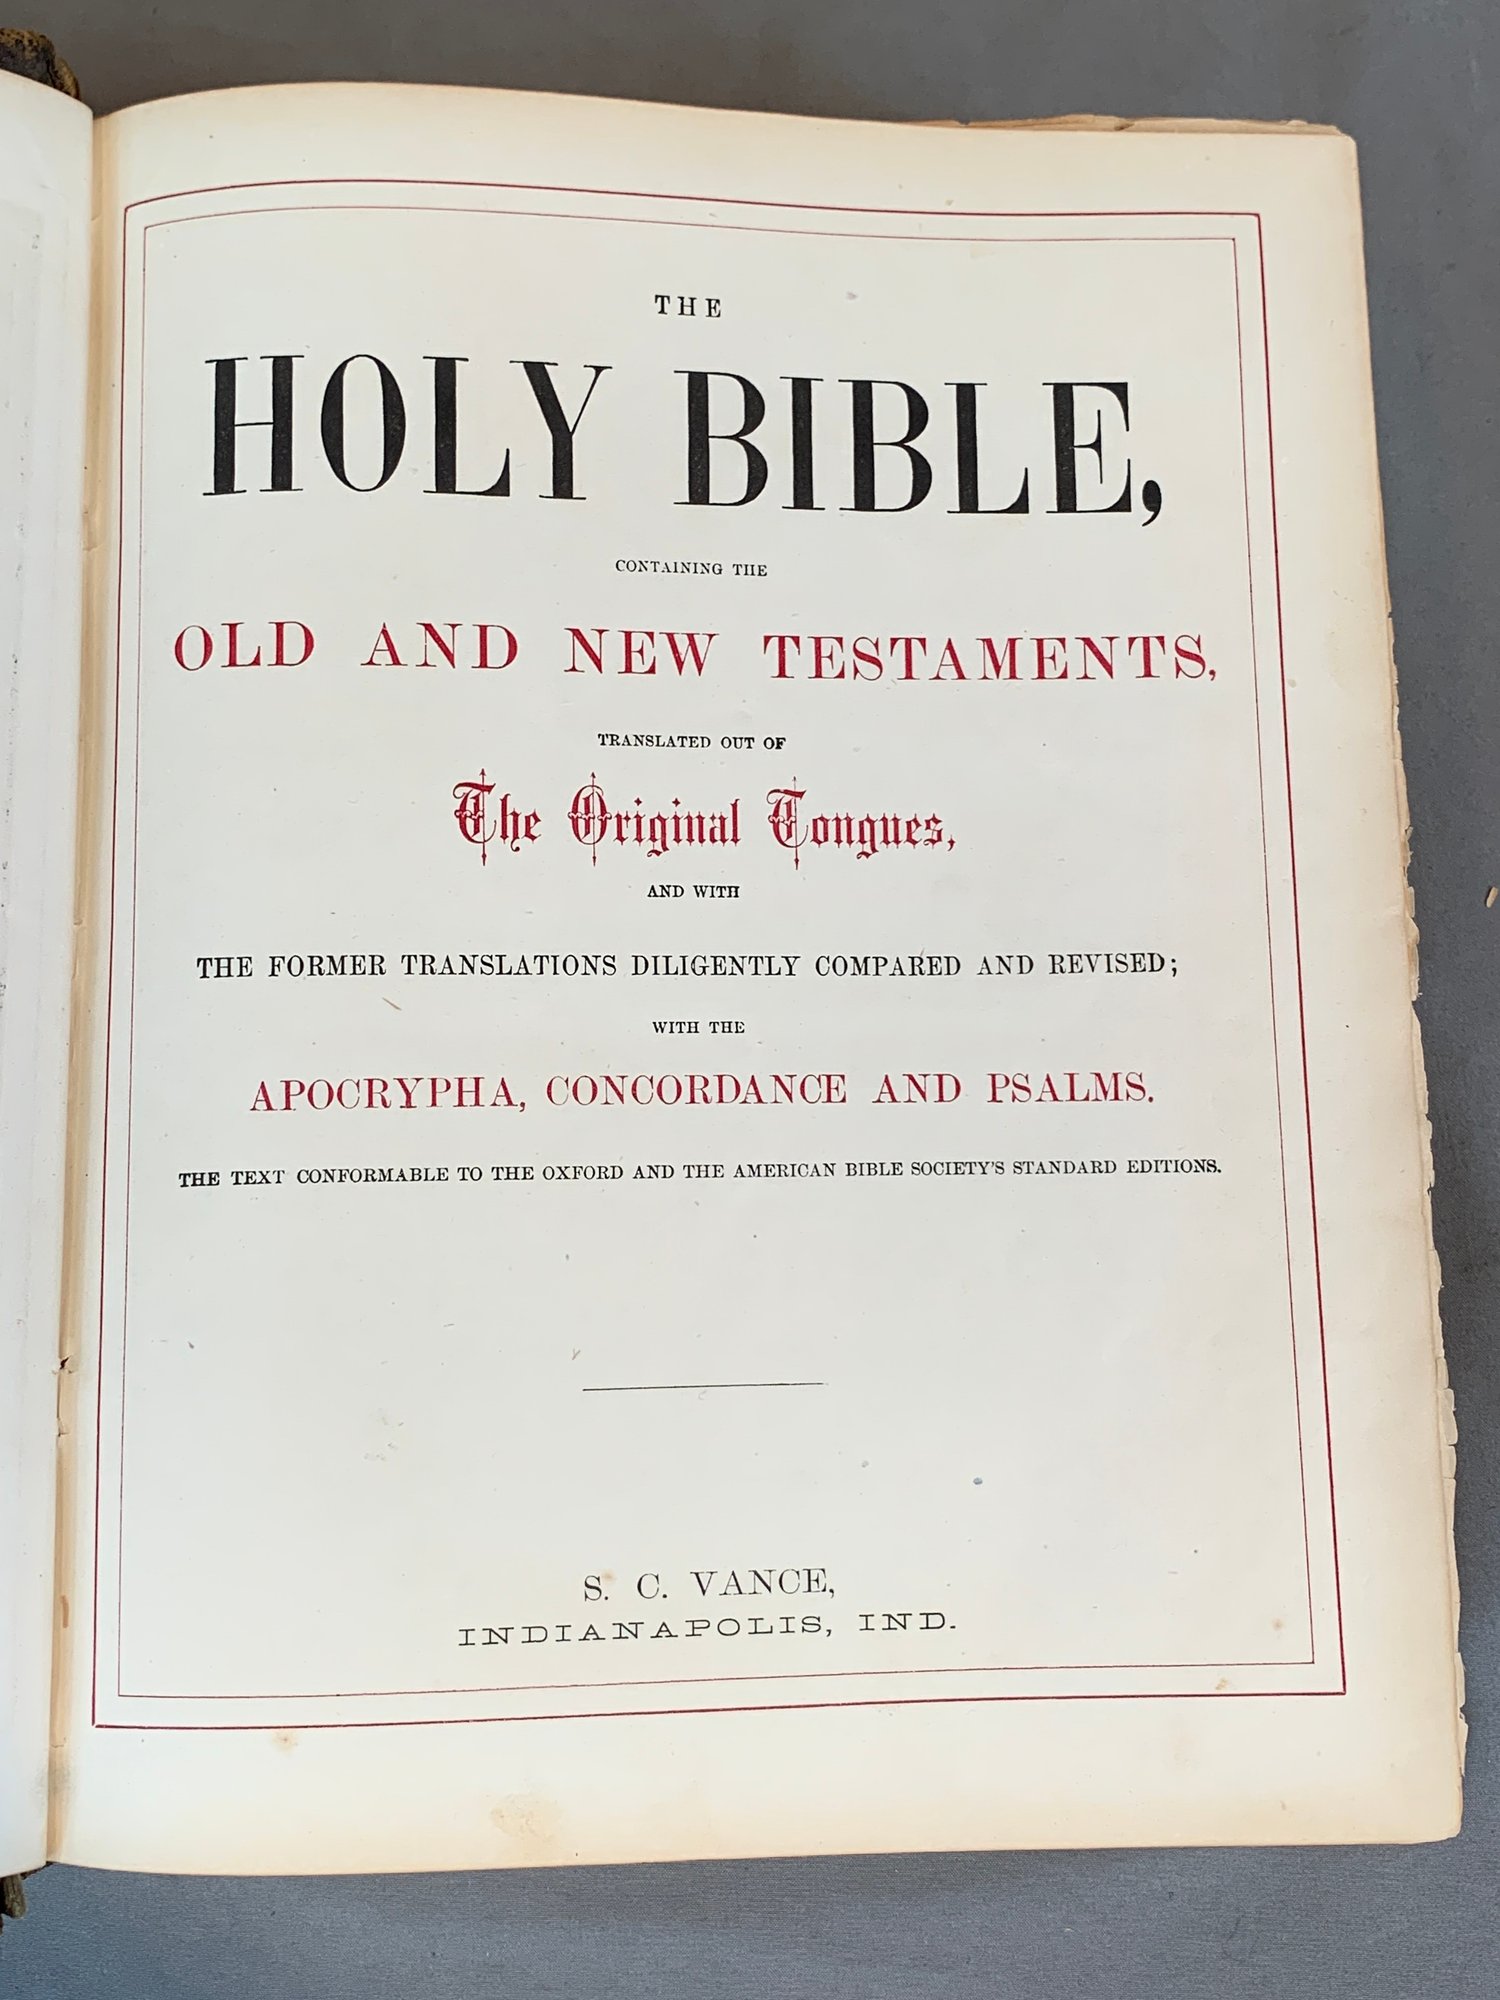 THE
HOLY BIBLE,
CONTAINING THE
OLD AND NEW TESTAMENTS,
TRANSLATED OUT OF
The Original Tongues,
AND WITH
THE FORMER TRANSLATIONS DILIGENTLY COMPARED AND REVISED;
WITH THE
APOCRYPHA, CONCORDANCE AND PSALMS.
THE TEXT CONFORMABLE TO THE OXFORD AND THE AMERICAN BIBLE SOCIETY'S STANDARD EDITIONS.
S. C. VANCE,
INDIANAPOLIS, IND.